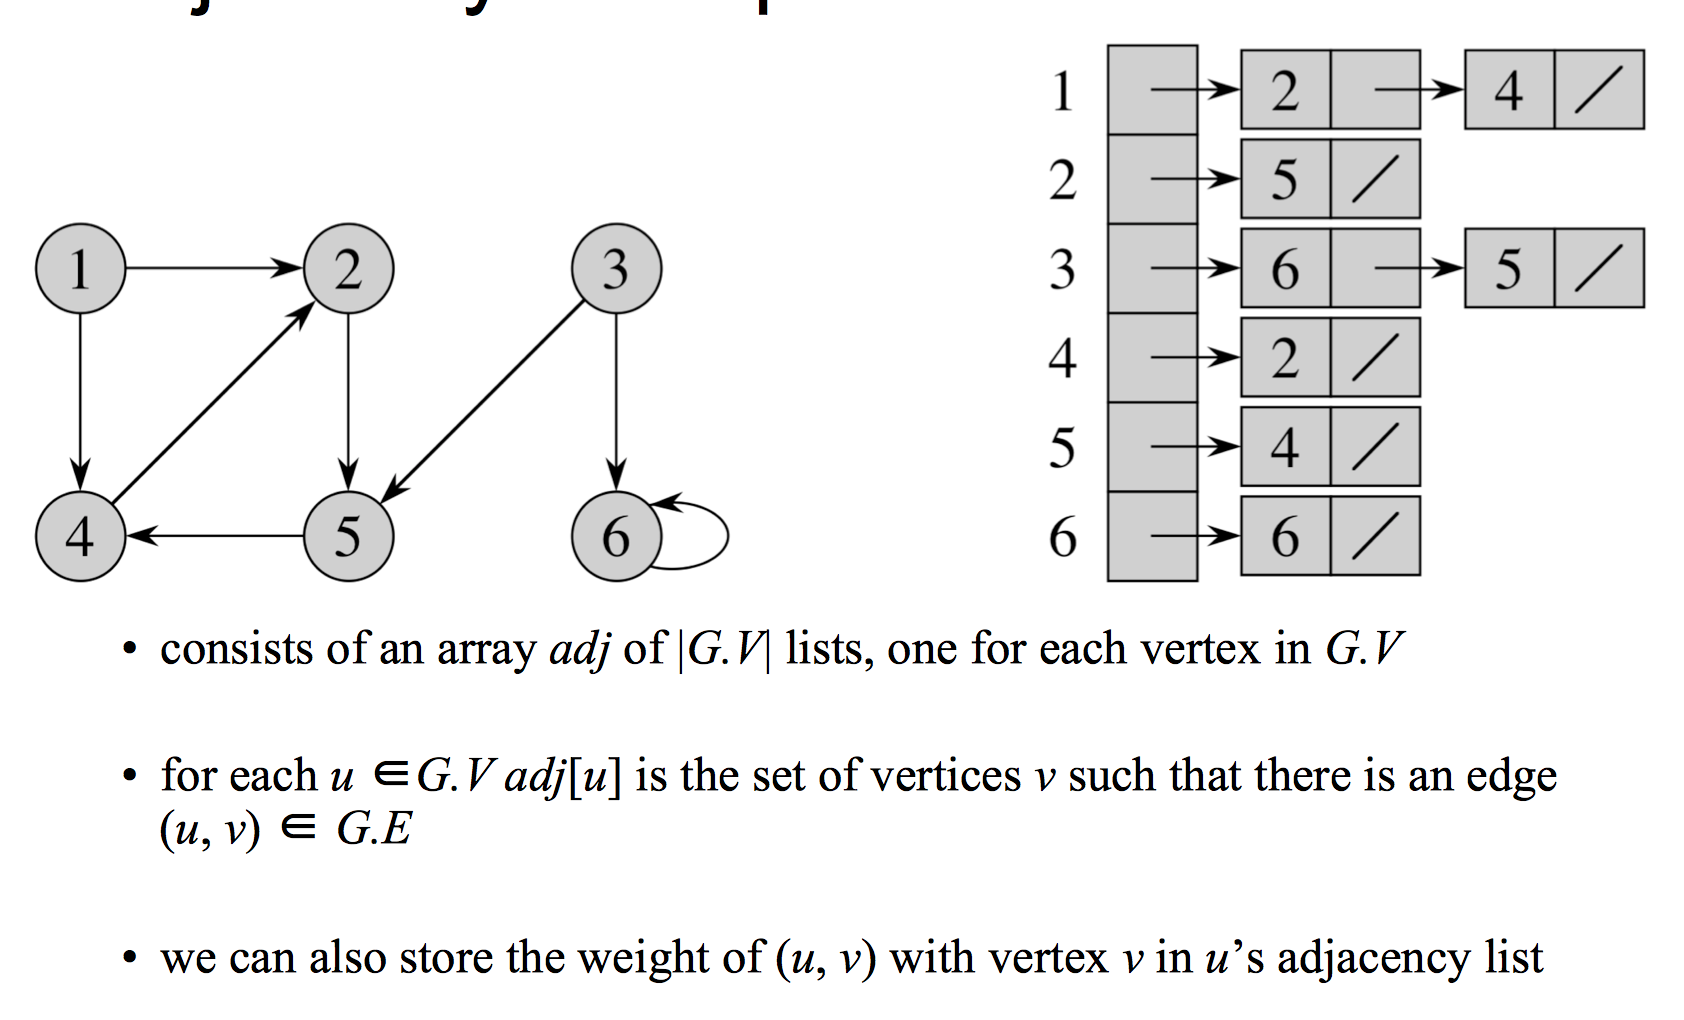 1 2 4
2 5
3 6 5
4 2
5 4
6 6
1 2 3
4 5 6
• consists of an array adj of |G.V| lists, one for each vertex in G.V
• for each u ∈ G.V adj[u] is the set of vertices v such that there is an edge
(u, v) ∈ G.E
• we can also store the weight of (u, v) with vertex v in u’s adjacency list